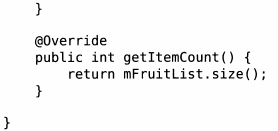 }

    @Override
    public int getItemCount() {
        return mFruitList.size();
    }

}